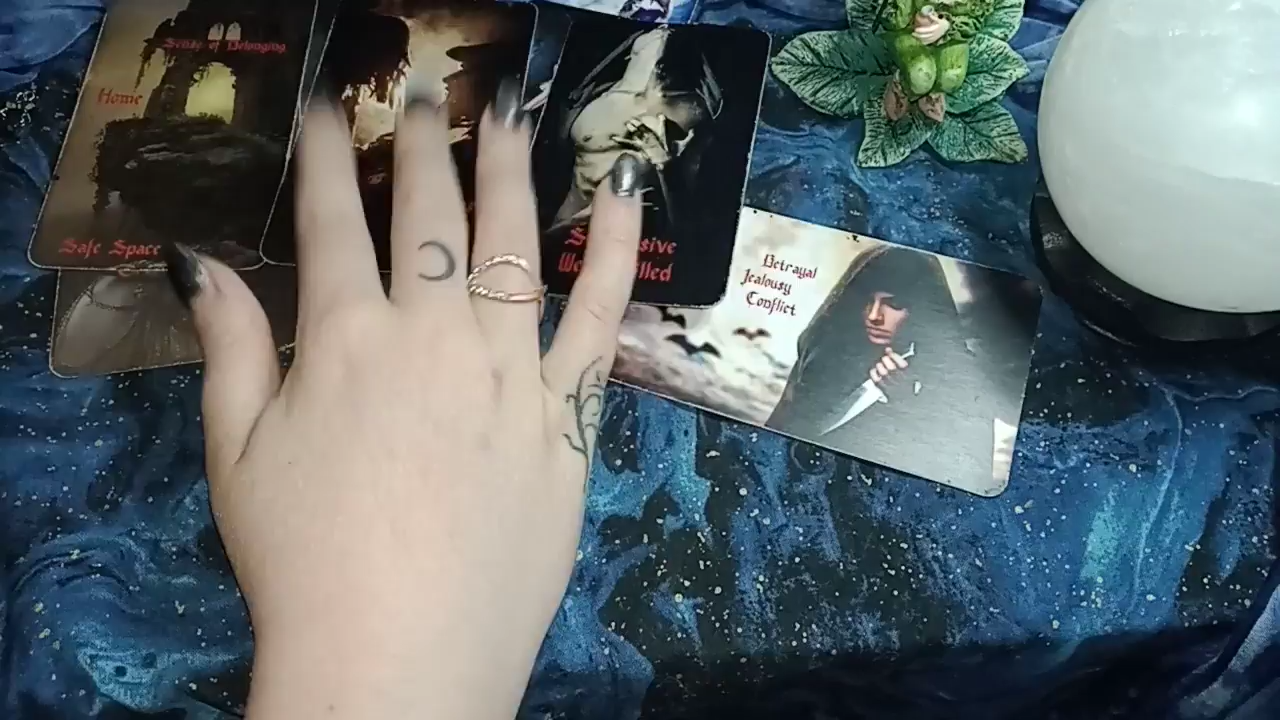 Sense of Belonging
Home
Safe Space
Betrayal
Jealousy
Conflict